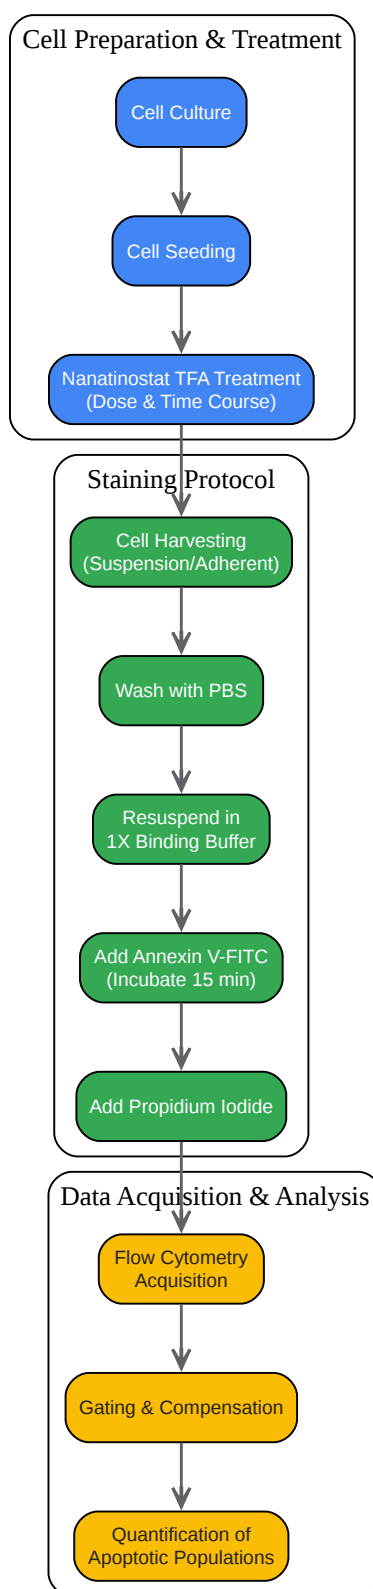 Cell Preparation & Treatment
Cell Culture
Cell Seeding
Nanatinostat TFA Treatment
(Dose & Time Course)
Staining Protocol
Cell Harvesting
(Suspension/Adherent)
Wash with PBS
Resuspend in
1X Binding Buffer
Add Annexin V-FITC
(Incubate 15 min)
Add Propidium Iodide
Data Acquisition & Analysis
Flow Cytometry
Acquisition
Gating & Compensation
Quantification of
Apoptotic Populations